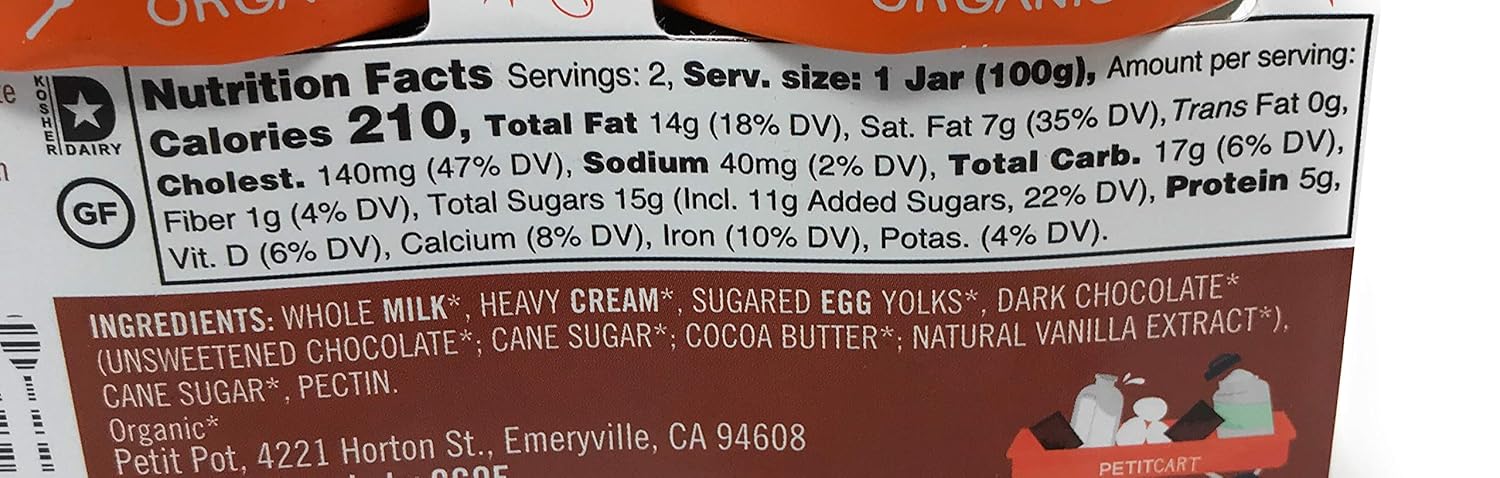 ORGANIC
KOSHER
D
DAIRY
GF
Nutrition Facts Servings: 2, Serv. size: 1 Jar (100g), Amount per serving:
Calories 210, Total Fat 14g (18% DV), Sat. Fat 7g (35% DV), Trans Fat 0g,
Cholest. 140mg (47% DV), Sodium 40mg (2% DV), Total Carb. 17g (6% DV),
Fiber 1g (4% DV), Total Sugars 15g (Incl. 11g Added Sugars, 22% DV), Protein 5g,
Vit. D (6% DV), Calcium (8% DV), Iron (10% DV), Potas. (4% DV).
INGREDIENTS: WHOLE MILK*, HEAVY CREAM*, SUGARED EGG YOLKS*, DARK CHOCOLATE*
(UNSWEETENED CHOCOLATE*; CANE SUGAR*; COCOA BUTTER*; NATURAL VANILLA EXTRACT*),
CANE SUGAR*, PECTIN.
Organic*
Petit Pot, 4221 Horton St., Emeryville, CA 94608
PETITCART